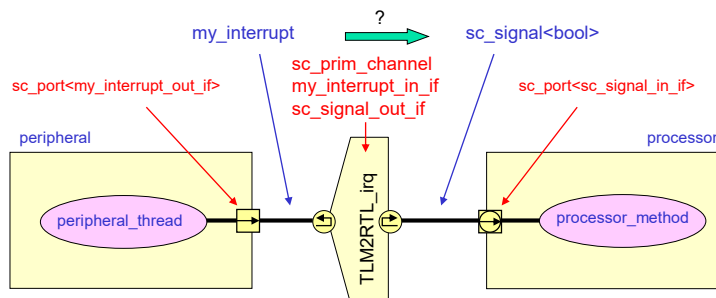 ?
my_interrupt
sc_signal<bool>
sc_prim_channel
my_interrupt_in_if
sc_signal_out_if
sc_port<my_interrupt_out_if>
sc_port<sc_signal_in_if>
peripheral
processor
peripheral_thread
TLM2RTL_irq
processor_method